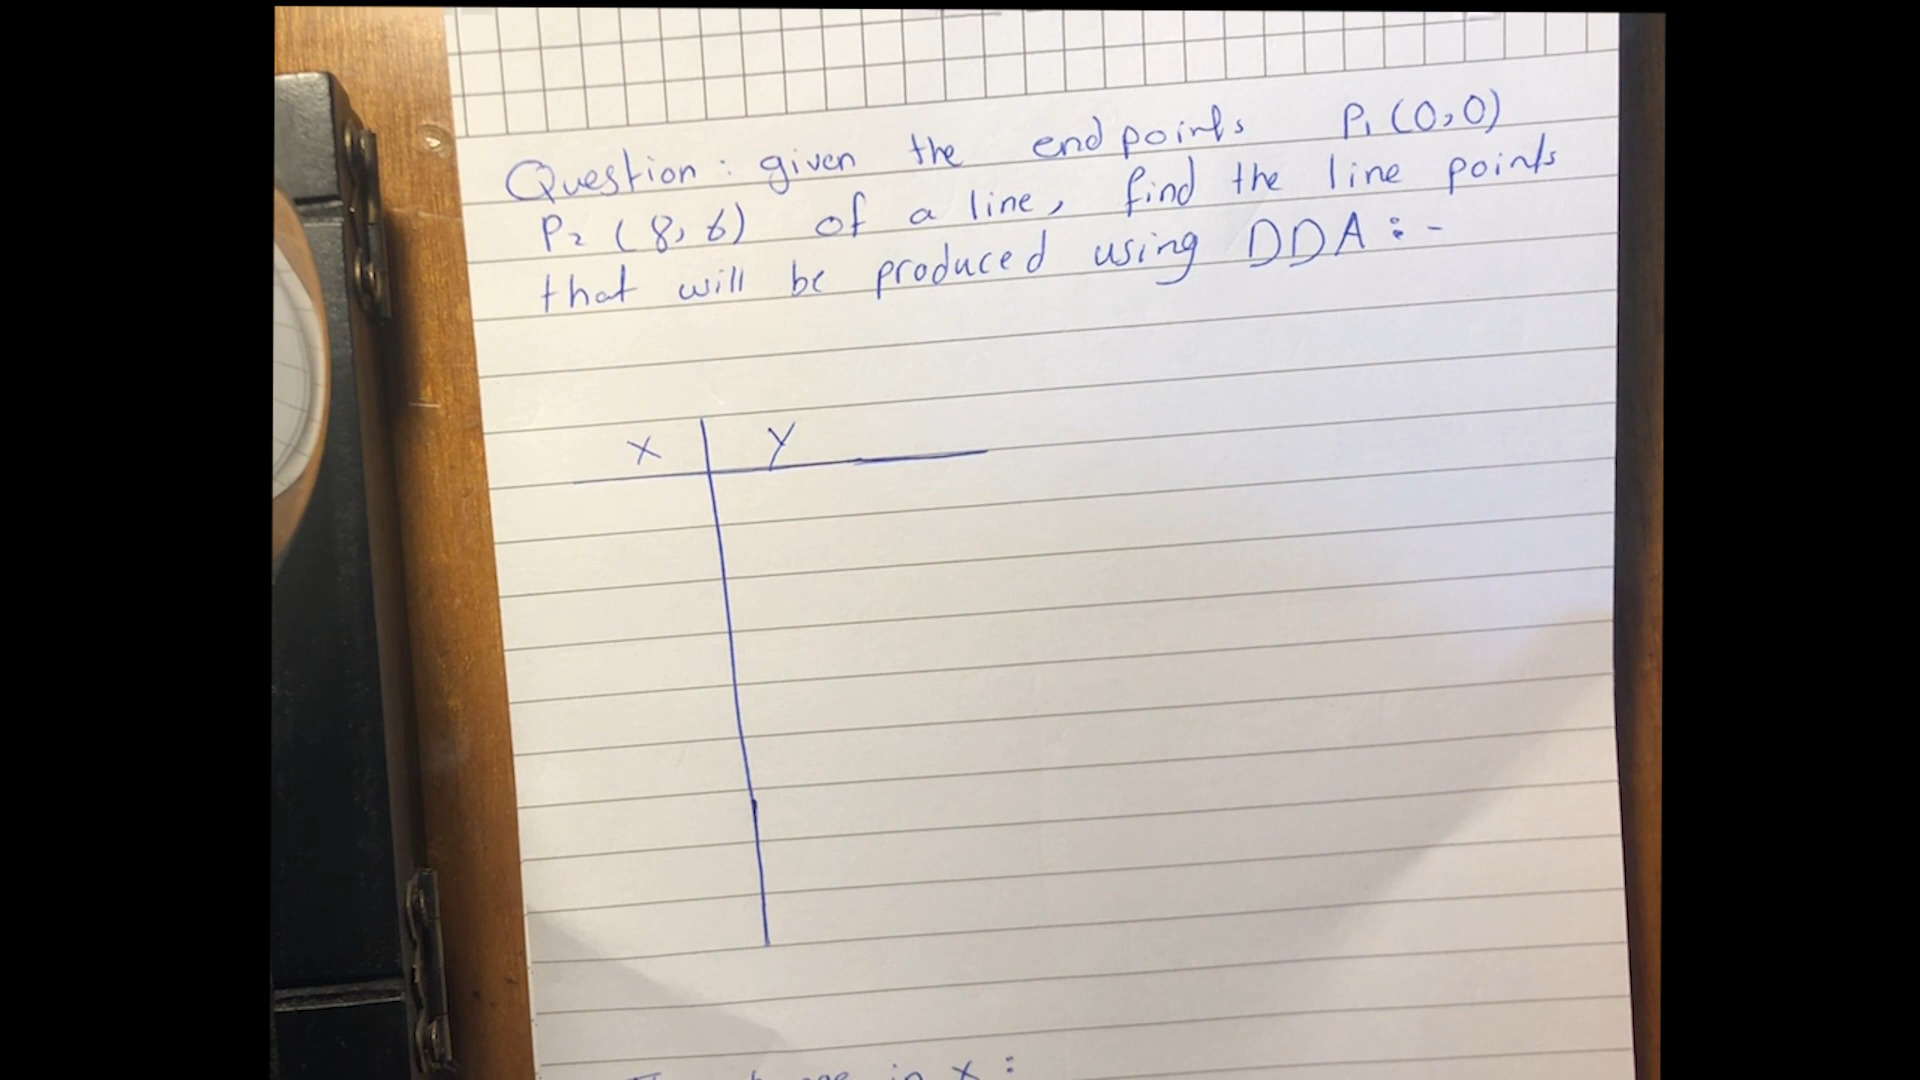 Question: given the end points P1 (0,0)
P2 (8,6) of a line, find the line points
that will be produced using DDA:-
x y
in x: